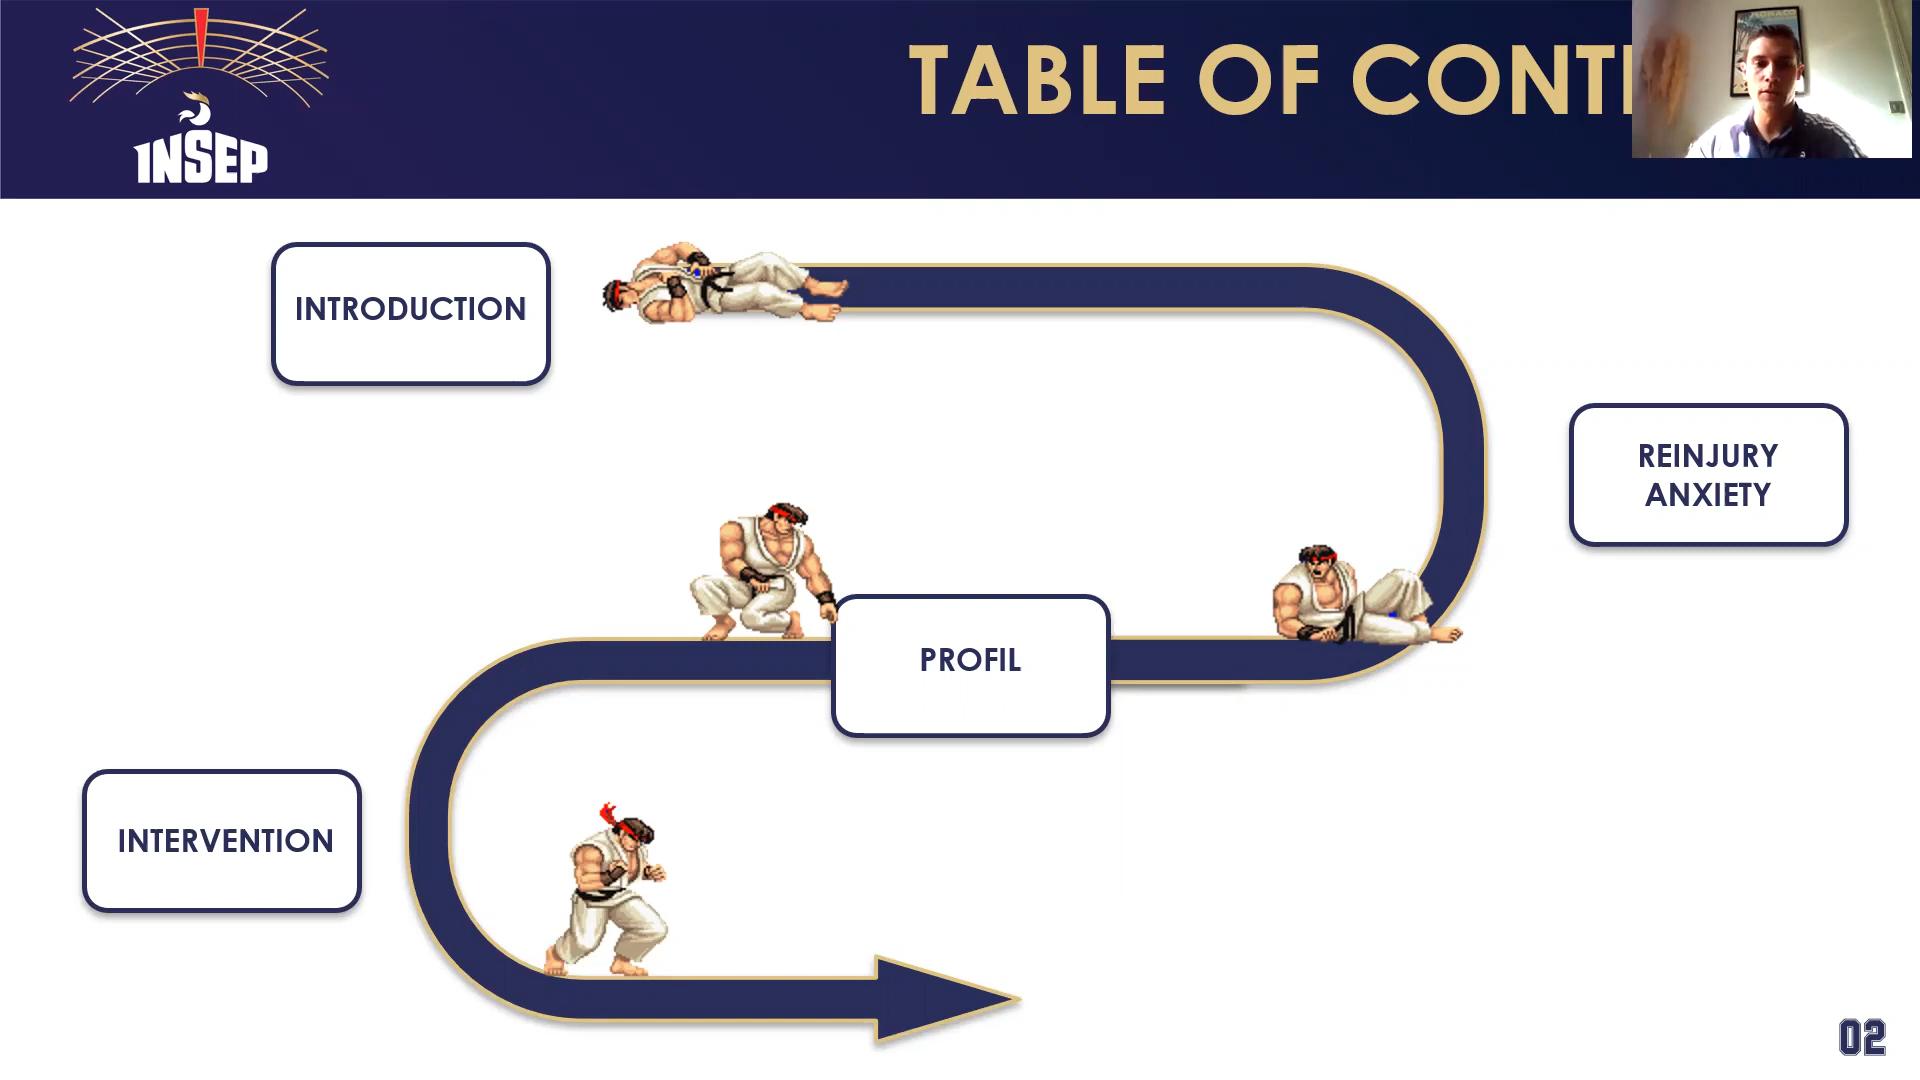 INSEP
TABLE OF CONT
INTRODUCTION
REINJURY
ANXIETY
PROFIL
INTERVENTION
02